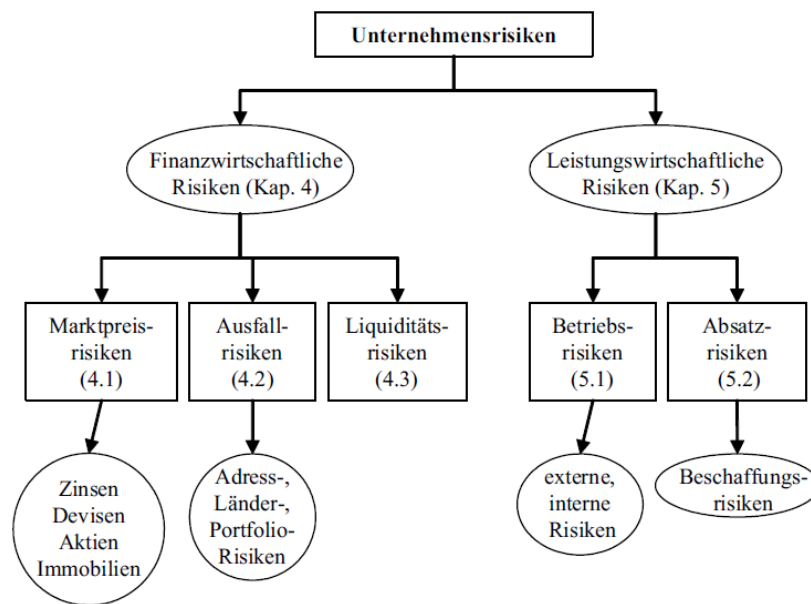 Unternehmensrisiken
Finanzwirtschaftliche
Risiken (Kap. 4)
Leistungswirtschaftliche
Risiken (Kap. 5)
Marktpreis-
risiken
(4.1)
Ausfall-
risiken
(4.2)
Liquiditäts-
risiken
(4.3)
Betriebs-
risiken
(5.1)
Absatz-
risiken
(5.2)
Zinsen
Devisen
Aktien
Immobilien
Adress-,
Länder-,
Portfolio-
Risiken
externe,
interne
Risiken
Beschaffungs-
risiken